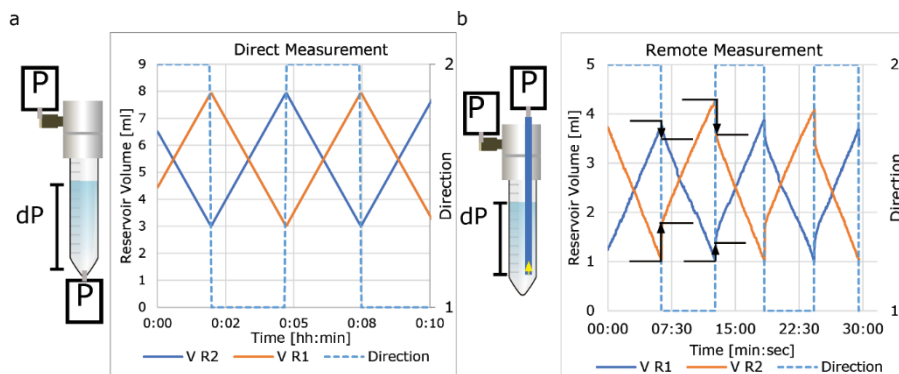 a
P
dP
P
Direct Measurement
Reservoir Volume [ml]
9
8
7
6
5
4
3
2
1
0
2
1
Direction
0:00 0:02 0:05 0:08 0:10
Time [hh:min]
V R2 V R1 Direction
b
P
P
dP
Remote Measurement
Reservoir Volume [ml]
5
4
3
2
1
0
2
1
Direction
00:00 07:30 15:00 22:30 30:00
Time [min:sec]
V R1 V R2 Direction